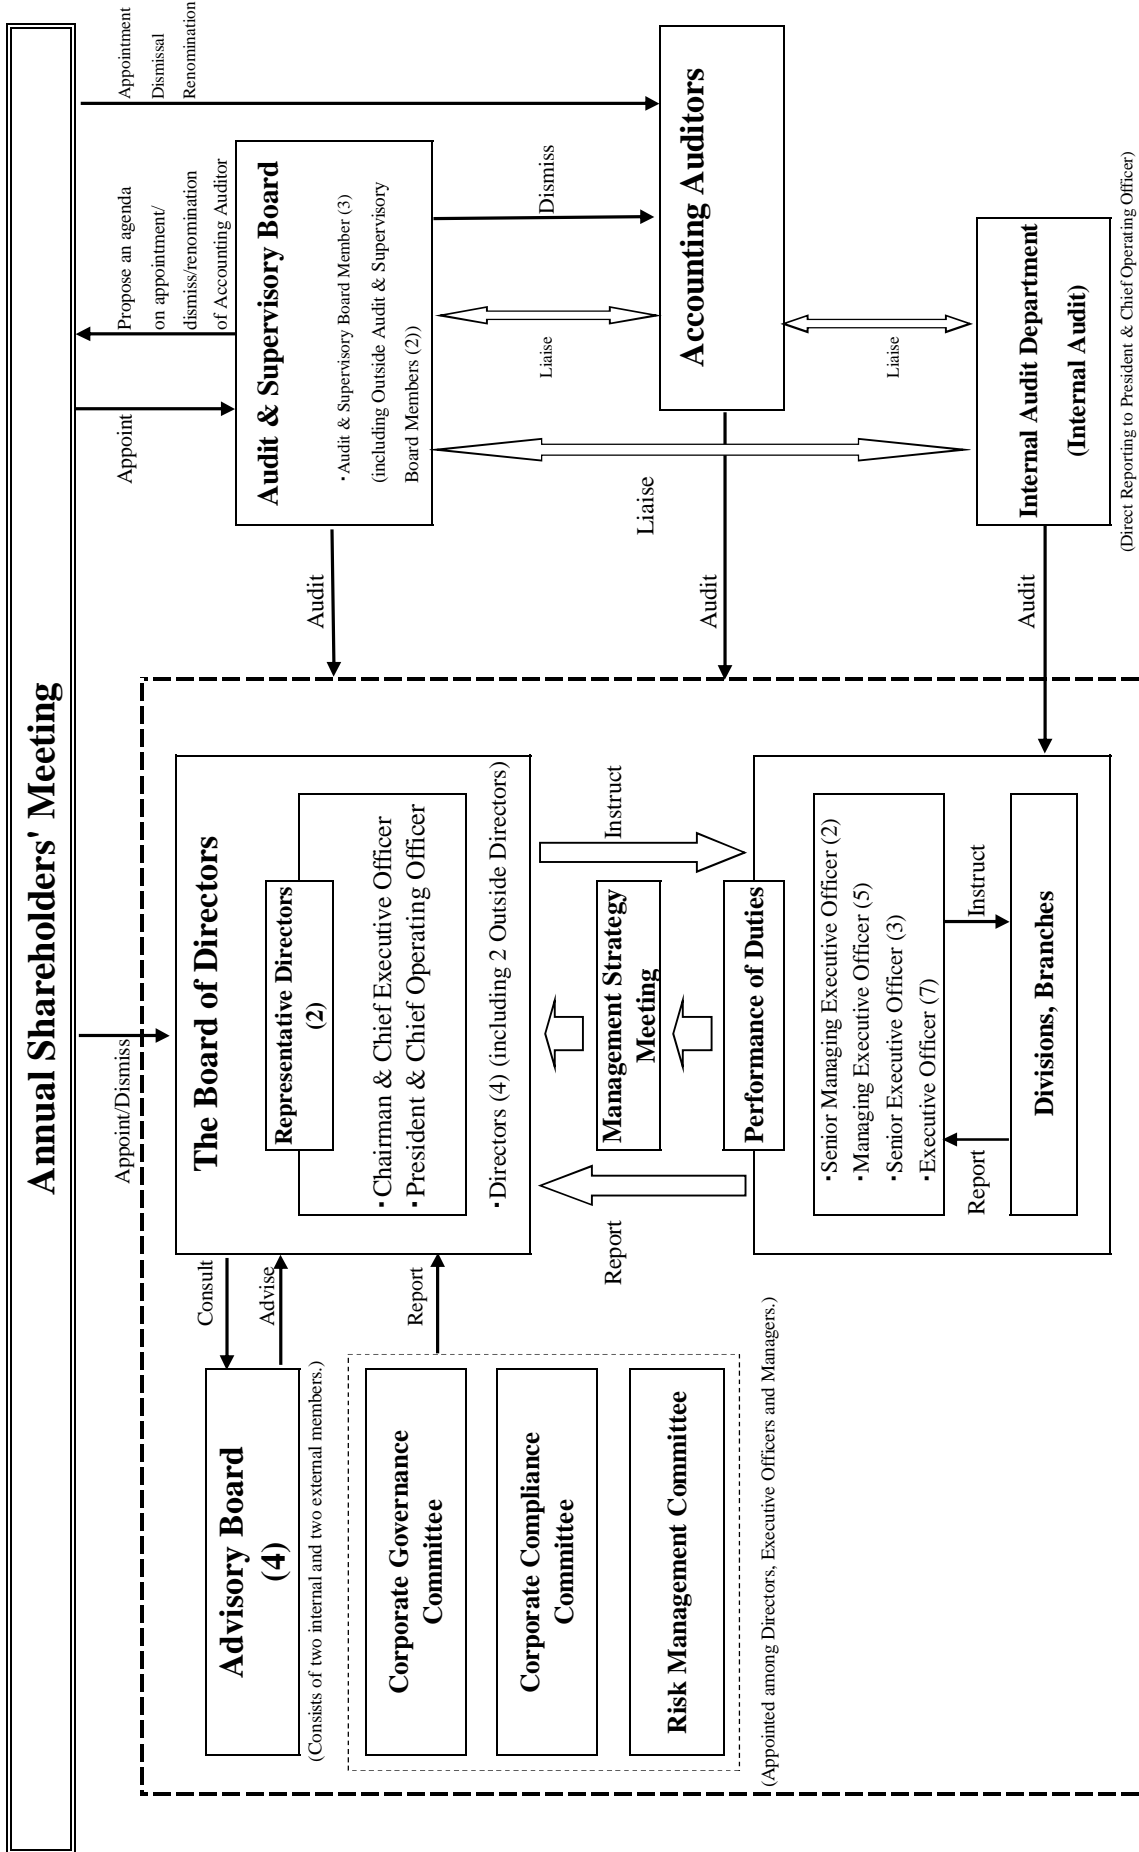 Annual Shareholders' Meeting
Appoint/Dismiss
Appoint
Propose an agenda
on appointment/
dismiss/renomination
of Accounting Auditor
Appointment
Dismissal
Renomination
Advisory Board
(4)
(Consists of two internal and two external members.)
Consult
Advise
The Board of Directors
Representative Directors
(2)
・Chairman & Chief Executive Officer
・President & Chief Operating Officer
・Directors (4) (including 2 Outside Directors)
Audit
Audit & Supervisory Board
・Audit & Supervisory Board Member (3)
(including Outside Audit & Supervisory
Board Members (2))
Corporate Governance
Committee
Corporate Compliance
Committee
Risk Management Committee
(Appointed among Directors, Executive Officers and Managers.)
Report
Report
Management Strategy
Meeting
Instruct
Liaise
Liaise
Dismiss
Accounting Auditors
Audit
Performance of Duties
・Senior Managing Executive Officer (2)
・Managing Executive Officer (5)
・Senior Executive Officer (3)
・Executive Officer (7)
Report
Instruct
Divisions, Branches
Audit
Liaise
Internal Audit Department
(Internal Audit)
(Direct Reporting to President & Chief Operating Officer)